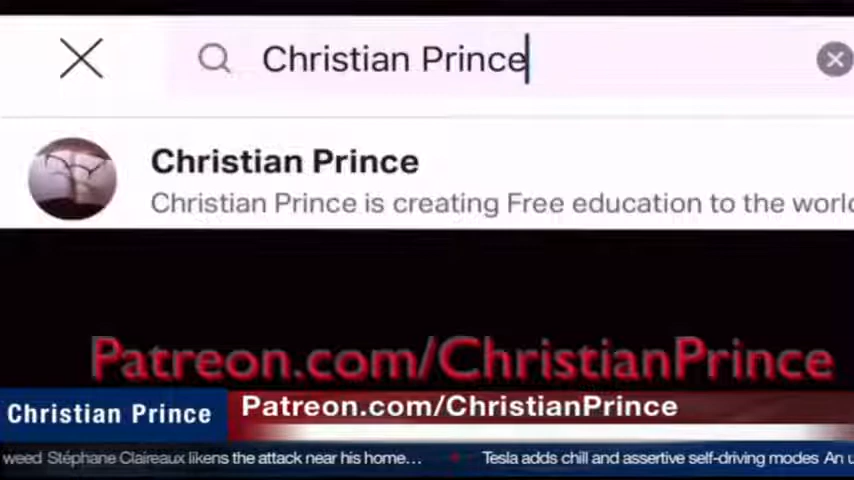 Christian Prince
Christian Prince
Christian Prince is creating Free education to the world
Patreon.com/ChristianPrince
Christian Prince
Patreon.com/ChristianPrince
weed Stéphane Claireaux likens the attack near his home... Tesla adds chill and assertive self-driving modes An u